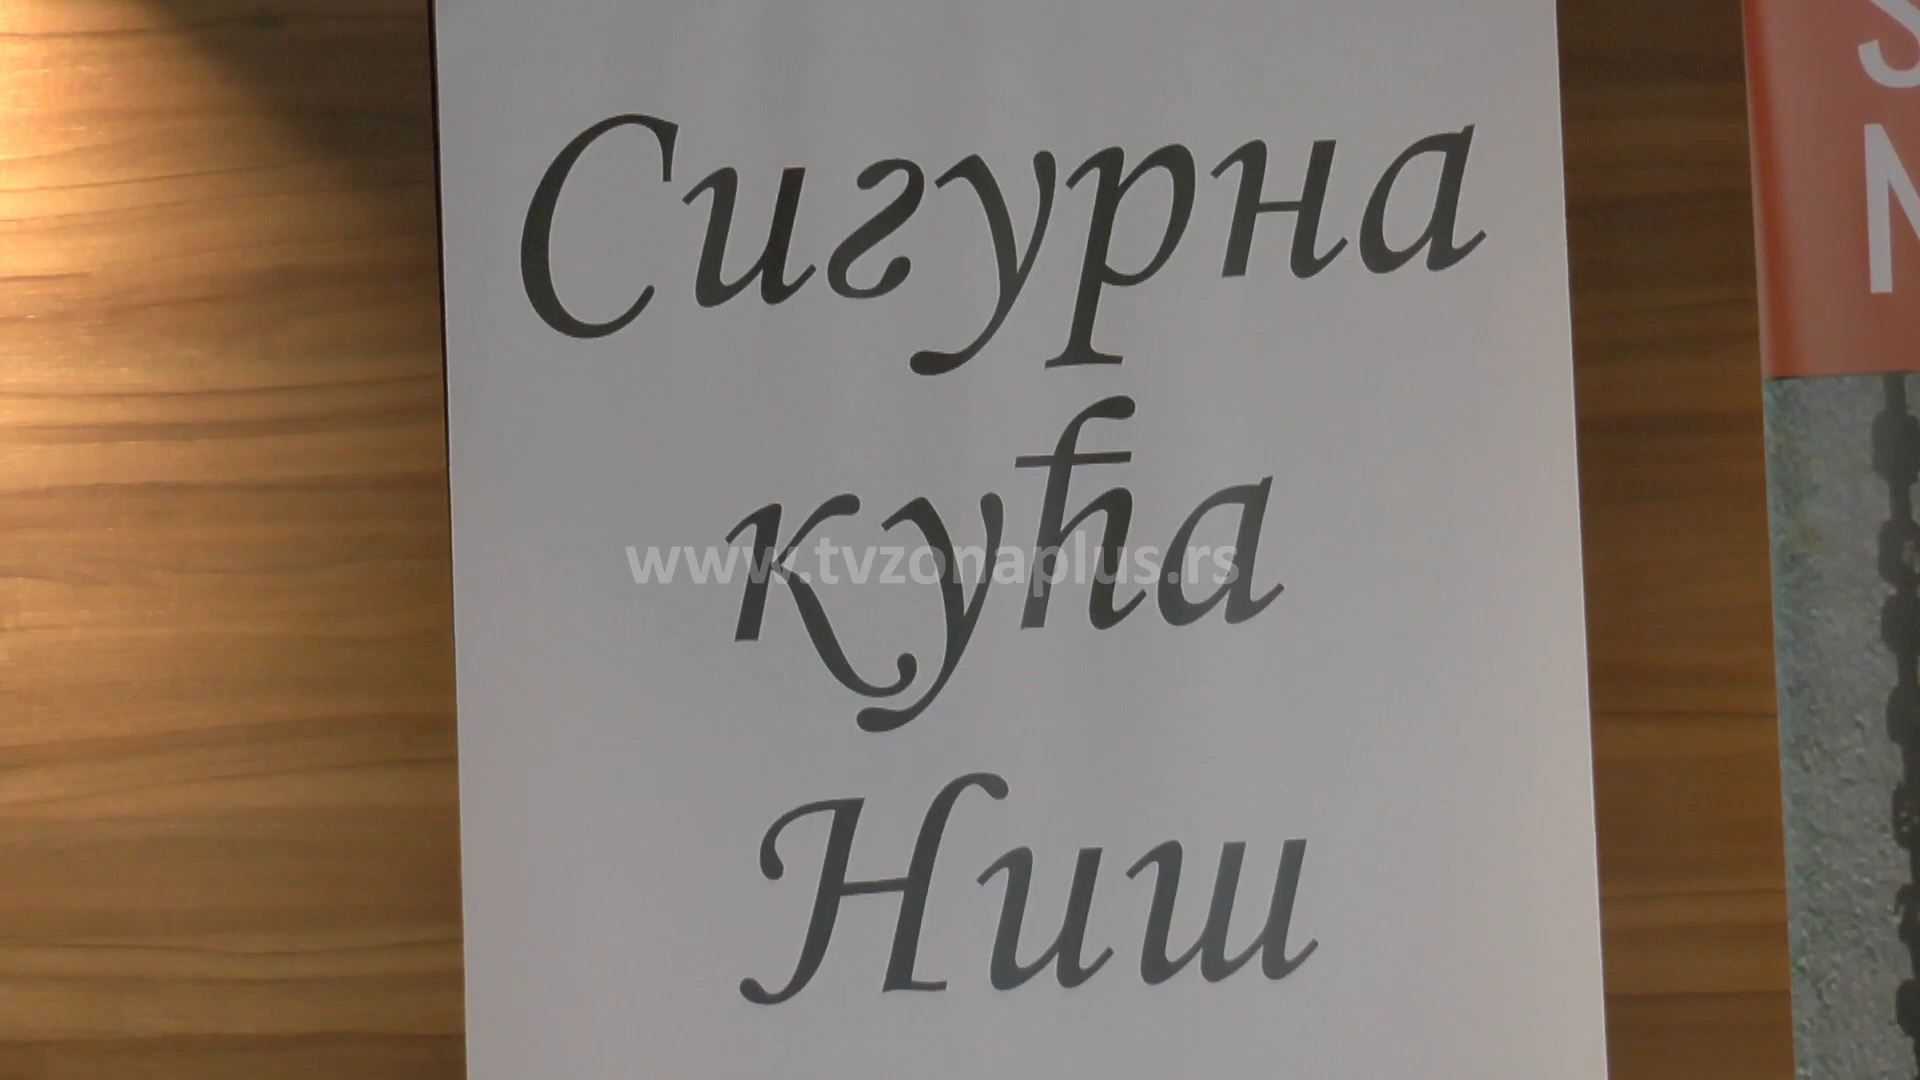 Сигурна
кућа
www.tvzonaplus.rs
Ниш